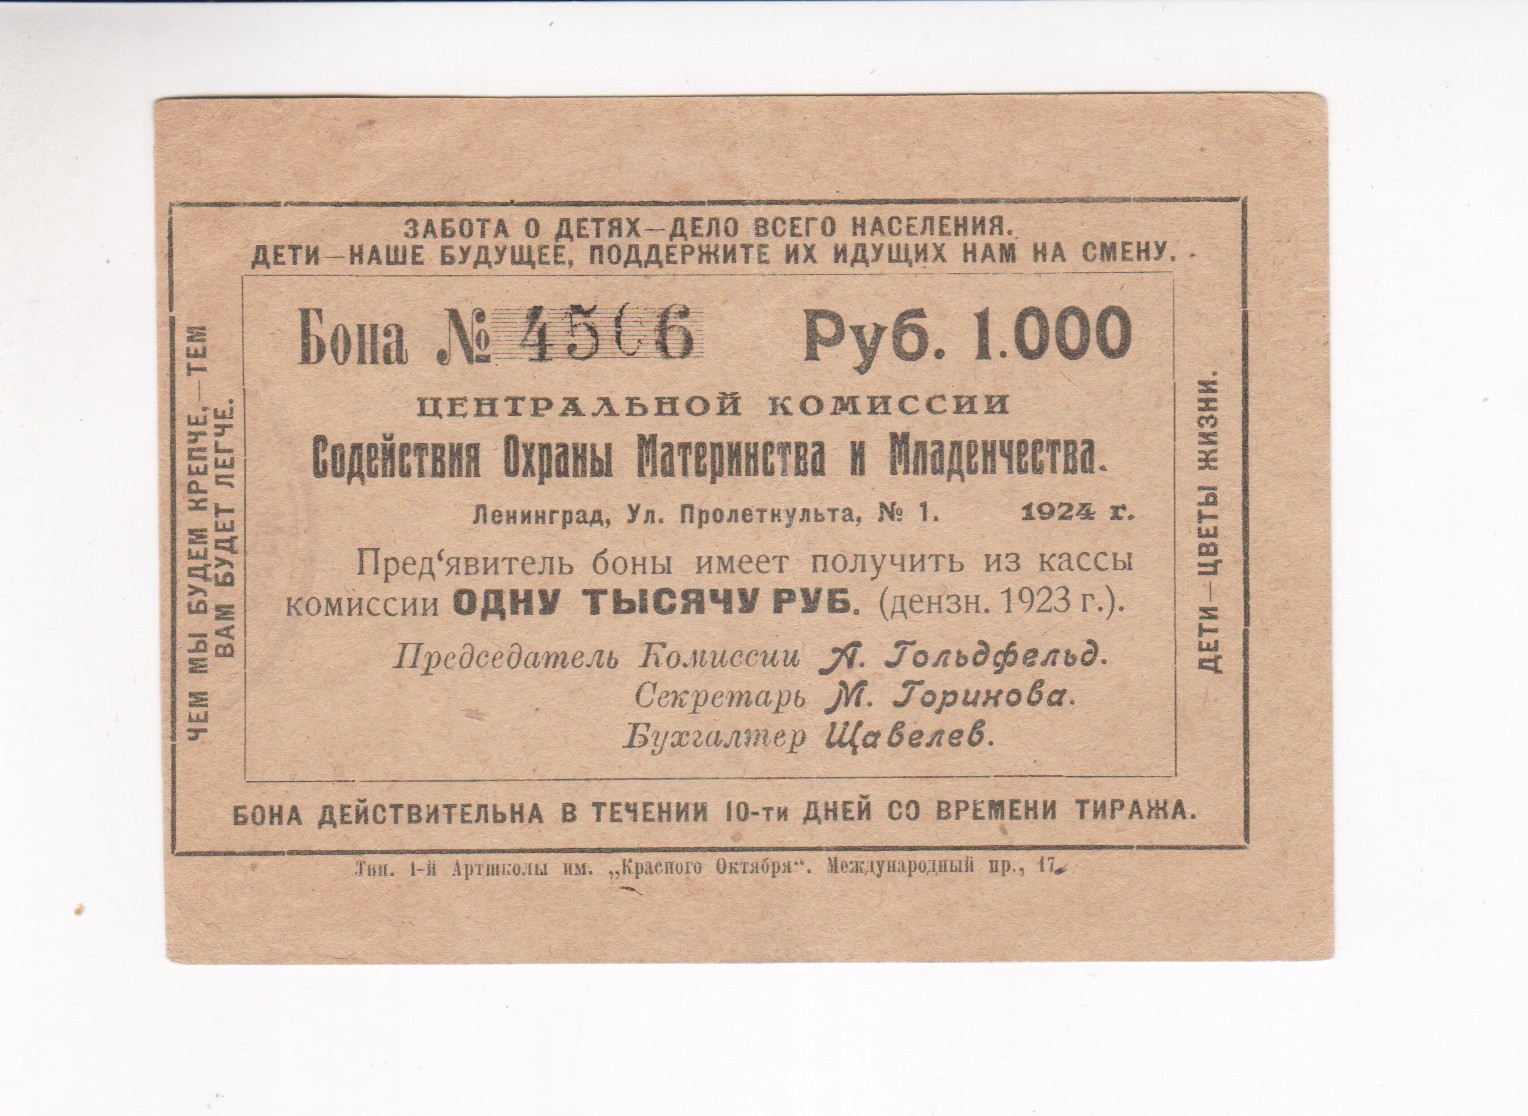 ЗАБОТА О ДЕТЯХ—ДЕЛО ВСЕГО НАСЕЛЕНИЯ.
ДЕТИ—НАШЕ БУДУЩЕЕ, ПОДДЕРЖИТЕ ИХ ИДУЩИХ НАМ НА СМЕНУ.
ЧЕМ МЫ БУДЕМ КРЕПЧЕ,—ТЕМ
ВАМ БУДЕТ ЛЕГЧЕ.
Бона № 4506 Руб. 1.000
ЦЕНТРАЛЬНОЙ КОМИССИИ
Содействия Охраны Материнства и Младенчества.
Ленинград, Ул. Пролеткульта, № 1. 1924 г.
Пред‘явитель боны имеет получить из кассы
комиссии ОДНУ ТЫСЯЧУ РУБ. (дензн. 1923 г.).
Председатель Комиссии А. Гольдфельд.
Секретарь М. Горинова.
Бухгалтер Щавелев.
ДЕТИ—ЦВЕТЫ ЖИЗНИ.
БОНА ДЕЙСТВИТЕЛЬНА В ТЕЧЕНИИ 10-ти ДНЕЙ СО ВРЕМЕНИ ТИРАЖА.
Тип. 1-й Артшколы им. „Красного Октября“. Международный пр., 17.